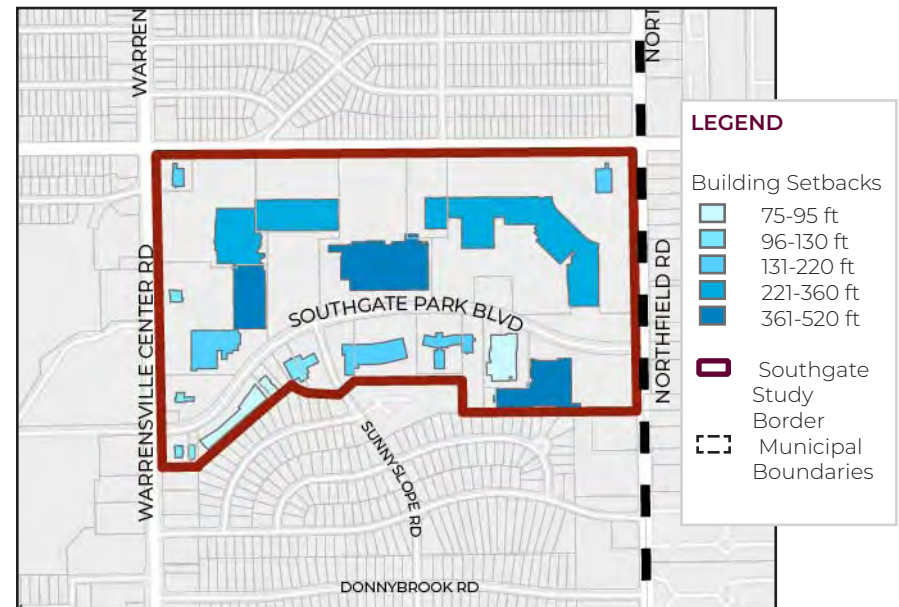 WARREN
NORT
WARRENSVILLE CENTER RD
SOUTHGATE PARK BLVD
NORTHFIELD RD
SUNNYSLOPE RD
DONNYBROOK RD
LEGEND
Building Setbacks
75-95 ft
96-130 ft
131-220 ft
221-360 ft
361-520 ft
Southgate
Study
Border
Municipal
Boundaries